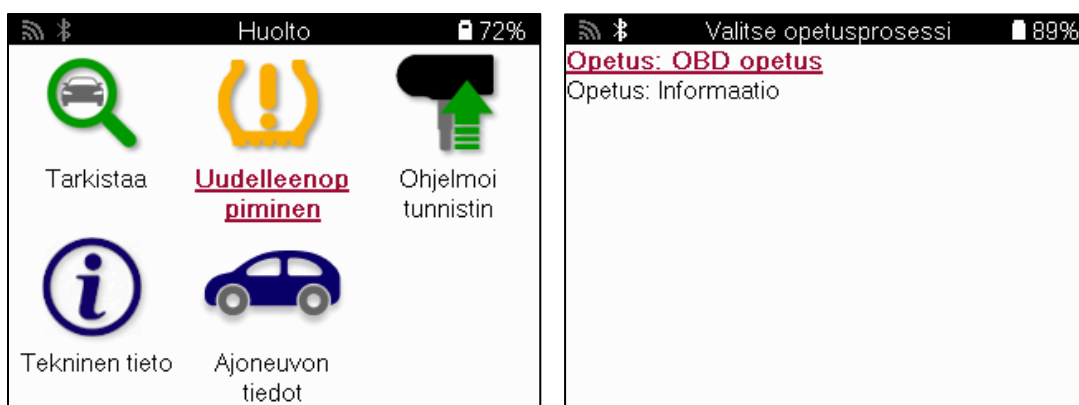 Huolto 72%
Tarkistaa
Uudelleenop
piminen
Ohjelmoi
tunnistin
Tekninen tieto
Ajoneuvon
tiedot
Valitse opetusprosessi 89%
Opetus: OBD opetus
Opetus: Informaatio